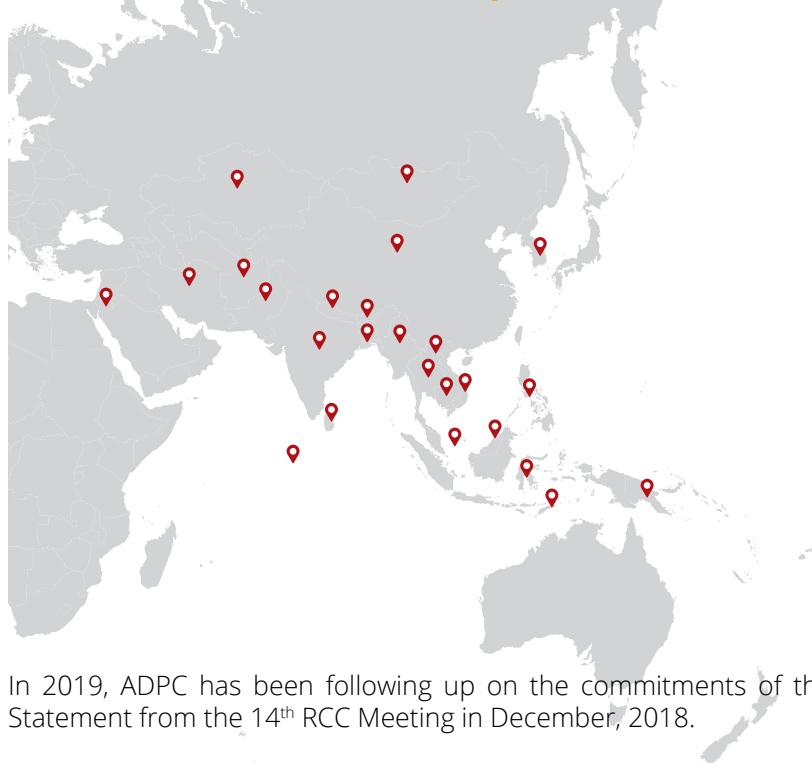 In 2019, ADPC has been following up on the commitments of th
Statement from the 14th RCC Meeting in December, 2018.